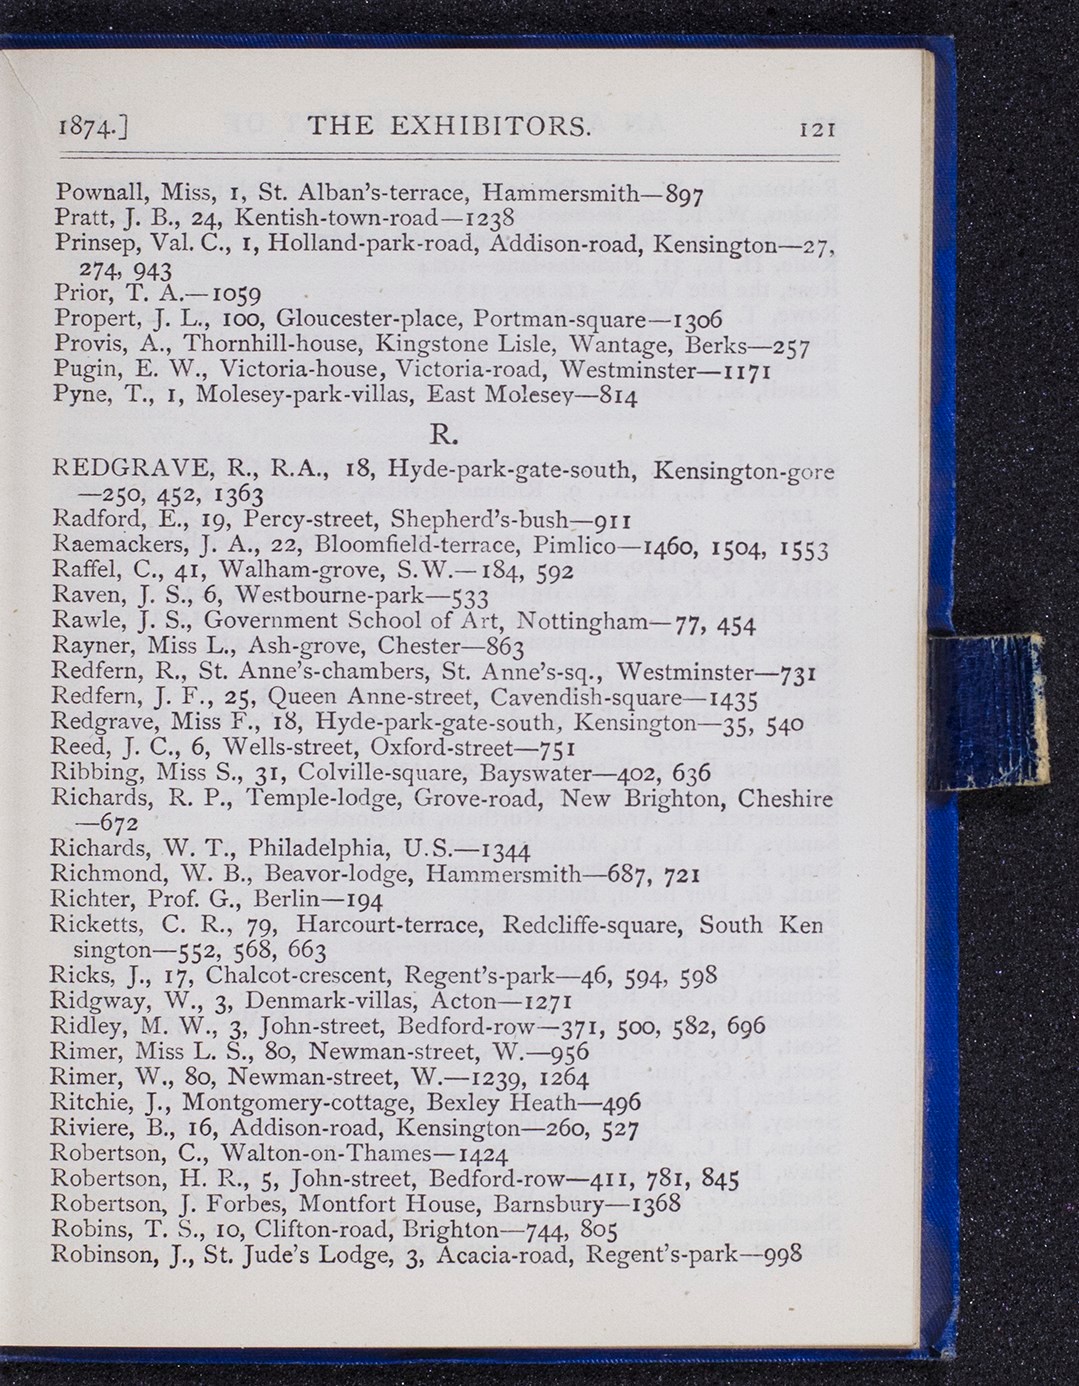 1874.] THE EXHIBITORS. 121
Pownall, Miss, 1, St. Alban's-terrace, Hammersmith—897
Pratt, J. B., 24, Kentish-town-road—1238
Prinsep, Val. C., 1, Holland-park-road, Addison-road, Kensington—27,
274, 943
Prior, T. A.—1059
Propert, J. L., 100, Gloucester-place, Portman-square—1306
Provis, A., Thornhill-house, Kingstone Lisle, Wantage, Berks—257
Pugin, E. W., Victoria-house, Victoria-road, Westminster—1171
Pyne, T., 1, Molesey-park-villas, East Molesey—814
R.
REDGRAVE, R., R.A., 18, Hyde-park-gate-south, Kensington-gore
—250, 452, 1363
Radford, E., 19, Percy-street, Shepherd's-bush—911
Raemackers, J. A., 22, Bloomfield-terrace, Pimlico—1460, 1504, 1553
Raffel, C., 41, Walham-grove, S.W.—184, 592
Raven, J. S., 6, Westbourne-park—533
Rawle, J. S., Government School of Art, Nottingham—77, 454
Rayner, Miss L., Ash-grove, Chester—863
Redfern, R., St. Anne's-chambers, St. Anne's-sq., Westminster—731
Redfern, J. F., 25, Queen Anne-street, Cavendish-square—1435
Redgrave, Miss F., 18, Hyde-park-gate-south, Kensington—35, 540
Reed, J. C., 6, Wells-street, Oxford-street—751
Ribbing, Miss S., 31, Colville-square, Bayswater—402, 636
Richards, R. P., Temple-lodge, Grove-road, New Brighton, Cheshire
—672
Richards, W. T., Philadelphia, U.S.—1344
Richmond, W. B., Beavor-lodge, Hammersmith—687, 721
Richter, Prof. G., Berlin—194
Ricketts, C. R., 79, Harcourt-terrace, Redcliffe-square, South Ken
sington—552, 568, 663
Ricks, J., 17, Chalcot-crescent, Regent's-park—46, 594, 598
Ridgway, W., 3, Denmark-villas, Acton—1271
Ridley, M. W., 3, John-street, Bedford-row—371, 500, 582, 696
Rimer, Miss L. S., 80, Newman-street, W.—956
Rimer, W., 80, Newman-street, W.—1239, 1264
Ritchie, J., Montgomery-cottage, Bexley Heath—496
Riviere, B., 16, Addison-road, Kensington—260, 527
Robertson, C., Walton-on-Thames—1424
Robertson, H. R., 5, John-street, Bedford-row—411, 781, 845
Robertson, J. Forbes, Montfort House, Barnsbury—1368
Robins, T. S., 10, Clifton-road, Brighton—744, 805
Robinson, J., St. Jude's Lodge, 3, Acacia-road, Regent's-park—998